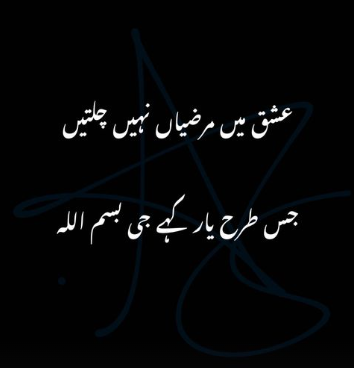 عشق میں مرضیاں نہیں چلتیں
جس طرح یار کہے جی بسم اللہ